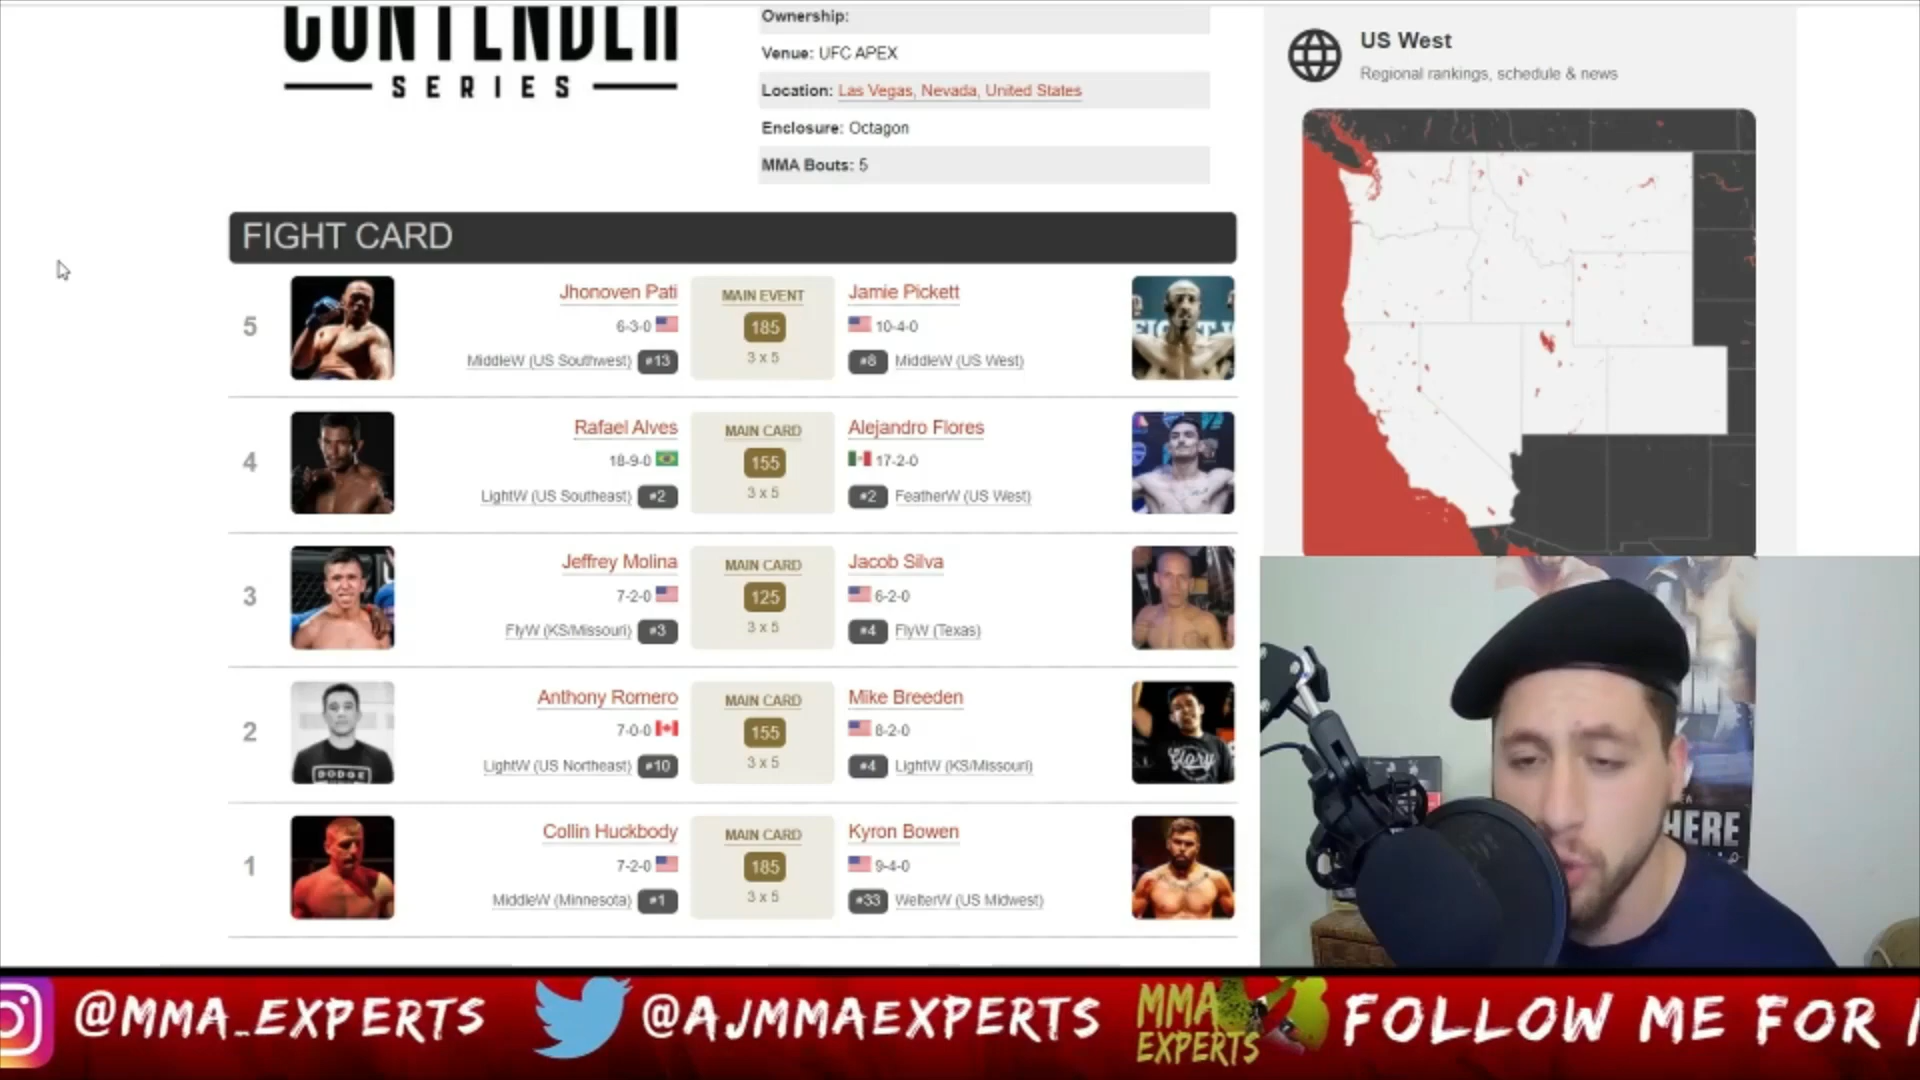 CONTENDER
SERIES
Ownership:
Venue: UFC APEX
Location: Las Vegas, Nevada, United States
Enclosure: Octagon
MMA Bouts: 5
US West
Regional rankings, schedule & news
FIGHT CARD
5
Jhonoven Pati
6-3-0
MiddleW (US Southwest) #13
MAIN EVENT
185
3 x 5
Jamie Pickett
10-4-0
#8 MiddleW (US West)
4
Rafael Alves
18-9-0
LightW (US Southeast) #2
MAIN CARD
155
3 x 5
Alejandro Flores
17-2-0
#2 FeatherW (US West)
3
Jeffrey Molina
7-2-0
FlyW (KS/Missouri) #3
MAIN CARD
125
3 x 5
Jacob Silva
6-2-0
#4 FlyW (Texas)
2
Anthony Romero
7-0-0
LightW (US Northeast) #10
MAIN CARD
155
3 x 5
Mike Breeden
8-2-0
#4 LightW (KS/Missouri)
DODGE
Glory
1
Collin Huckbody
7-2-0
MiddleW (Minnesota) #1
MAIN CARD
185
3 x 5
Kyron Bowen
9-4-0
#33 WelterW (US Midwest)
HERE
@MMA_EXPERTS
@AJMMAEXPERTS
MMA
EXPERTS
FOLLOW ME FOR